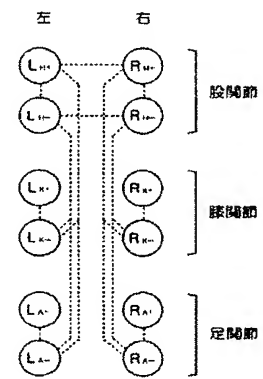 左 右
L H+ R H+
L H− R H−
股関節
L K+ R K+
L K− R K−
膝関節
L A+ R A+
L A− R A−
足関節